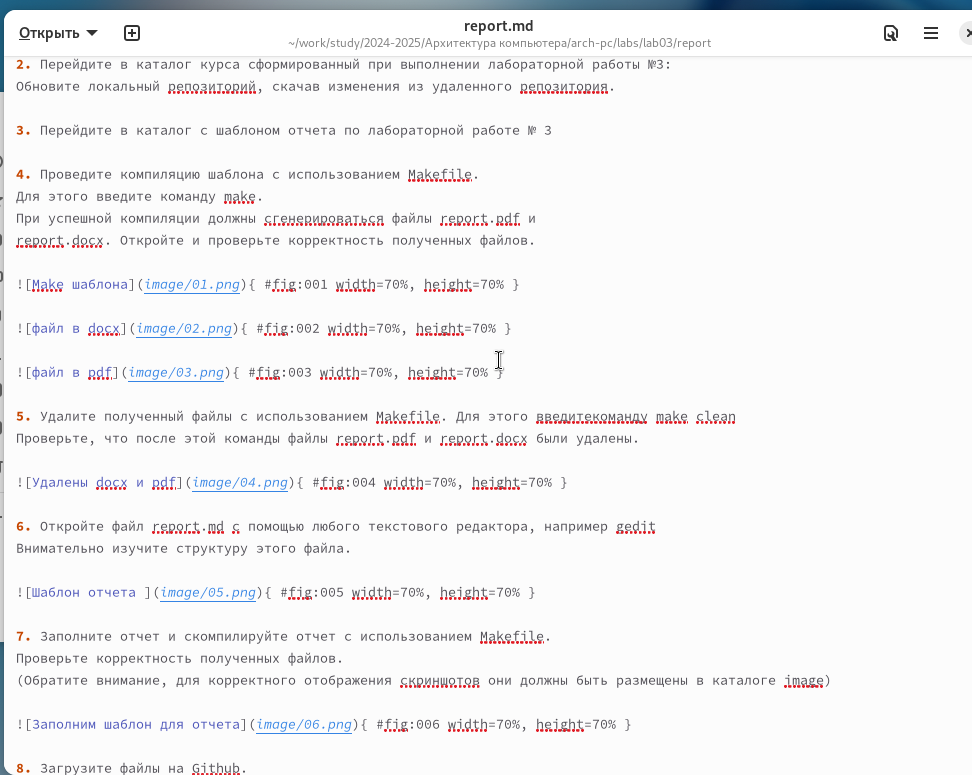 Открыть
report.md
~/work/study/2024-2025/Архитектура компьютера/arch-pc/labs/lab03/report
2. Перейдите в каталог курса сформированный при выполнении лабораторной работы №3:
Обновите локальный репозиторий, скачав изменения из удаленного репозитория.
3. Перейдите в каталог с шаблоном отчета по лабораторной работе № 3
4. Проведите компиляцию шаблона с использованием Makefile.
Для этого введите команду make.
При успешной компиляции должны сгенерироваться файлы report.pdf и
report.docx. Откройте и проверьте корректность полученных файлов.
![Make шаблона](image/01.png){ #fig:001 width=70%, height=70% }
![файл в docx](image/02.png){ #fig:002 width=70%, height=70% }
![файл в pdf](image/03.png){ #fig:003 width=70%, height=70% }
5. Удалите полученный файлы с использованием Makefile. Для этого введитекоманду make clean
Проверьте, что после этой команды файлы report.pdf и report.docx были удалены.
![Удалены docx и pdf](image/04.png){ #fig:004 width=70%, height=70% }
6. Откройте файл report.md c помощью любого текстового редактора, например gedit
Внимательно изучите структуру этого файла.
![Шаблон отчета ](image/05.png){ #fig:005 width=70%, height=70% }
7. Заполните отчет и скомпилируйте отчет с использованием Makefile.
Проверьте корректность полученных файлов.
(Обратите внимание, для корректного отображения скриншотов они должны быть размещены в каталоге image)
![Заполним шаблон для отчета](image/06.png){ #fig:006 width=70%, height=70% }
8. Загрузите файлы на Github.